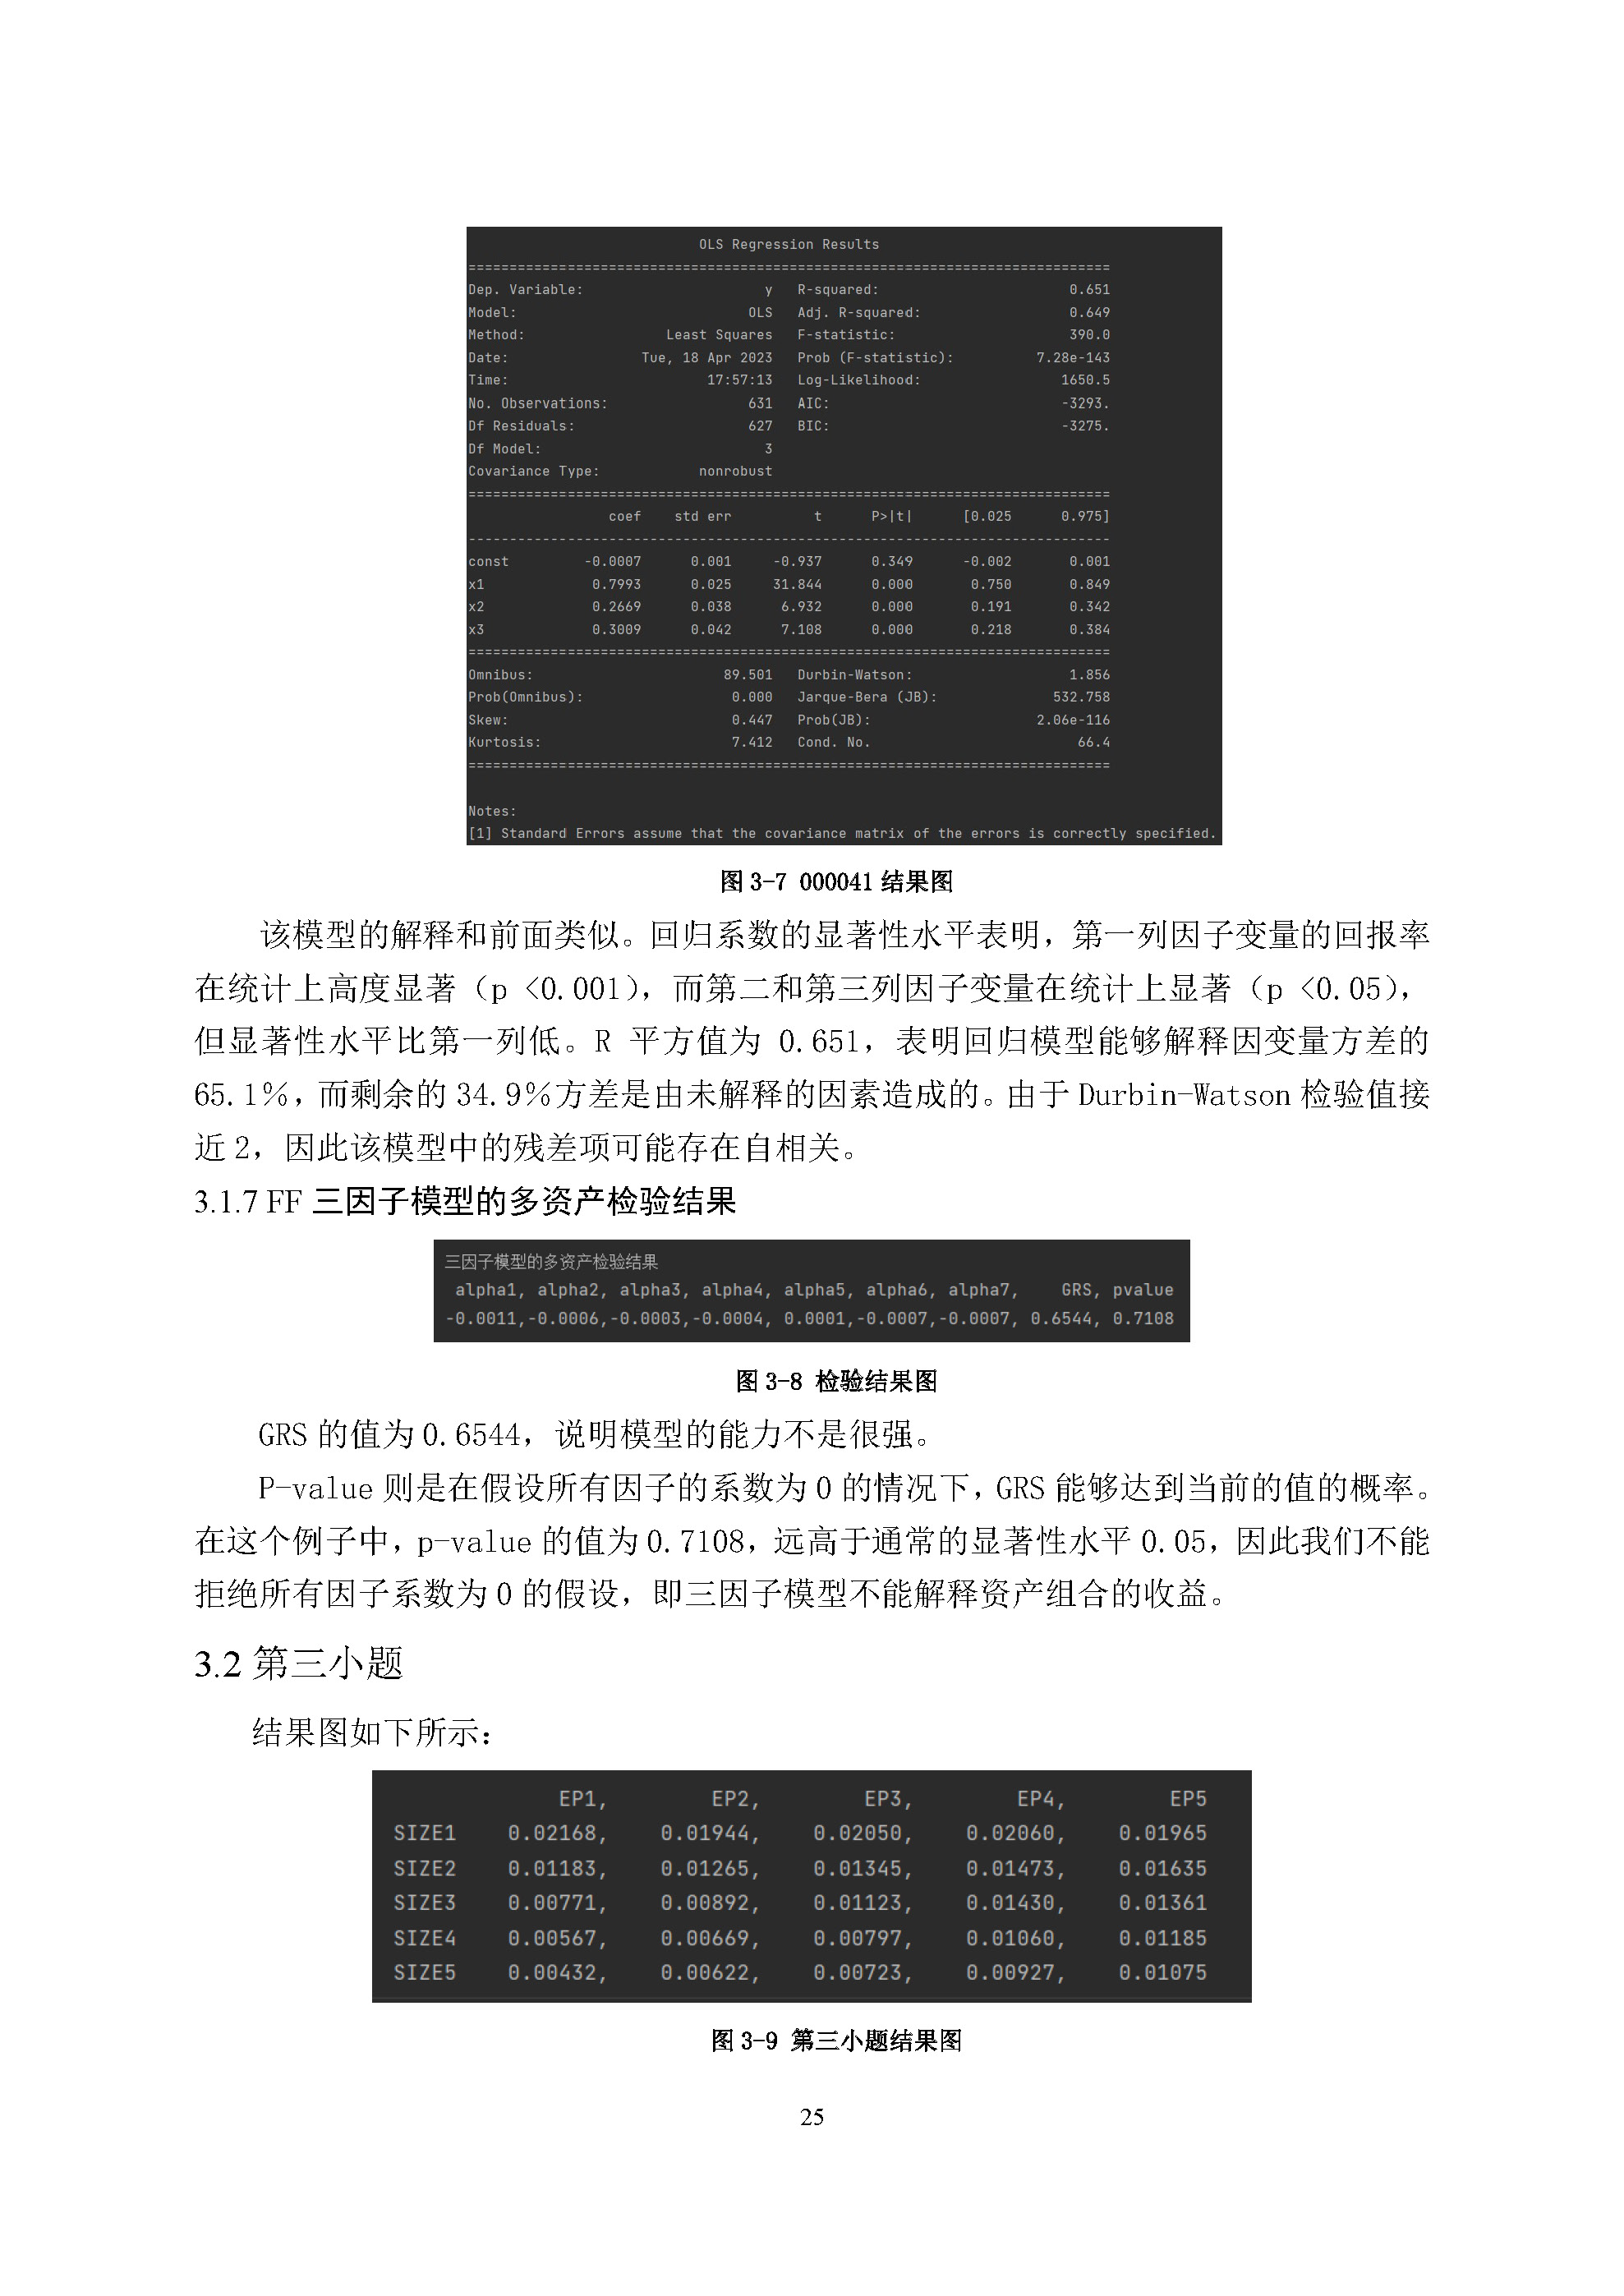 OLS Regression Results
==============================================================================
Dep. Variable: y R-squared: 0.651
Model: OLS Adj. R-squared: 0.649
Method: Least Squares F-statistic: 390.0
Date: Tue, 18 Apr 2023 Prob (F-statistic): 7.28e-143
Time: 17:57:13 Log-Likelihood: 1650.5
No. Observations: 631 AIC: -3293.
Df Residuals: 627 BIC: -3275.
Df Model: 3
Covariance Type: nonrobust
==============================================================================
coef std err t P>|t| [0.025 0.975]
------------------------------------------------------------------------------
const -0.0007 0.001 -0.937 0.349 -0.002 0.001
x1 0.7993 0.025 31.844 0.000 0.750 0.849
x2 0.2669 0.038 6.932 0.000 0.191 0.342
x3 0.3009 0.042 7.108 0.000 0.218 0.384
==============================================================================
Omnibus: 89.501 Durbin-Watson: 1.856
Prob(Omnibus): 0.000 Jarque-Bera (JB): 532.758
Skew: 0.447 Prob(JB): 2.06e-116
Kurtosis: 7.412 Cond. No. 66.4
==============================================================================
Notes:
[1] Standard Errors assume that the covariance matrix of the errors is correctly specified.
图 3-7 000041 结果图
该模型的解释和前面类似。回归系数的显著性水平表明，第一列因子变量的回报率
在统计上高度显著（p <0.001），而第二和第三列因子变量在统计上显著（p <0.05），
但显著性水平比第一列低。R 平方值为 0.651，表明回归模型能够解释因变量方差的
65.1%，而剩余的 34.9%方差是由未解释的因素造成的。由于 Durbin-Watson 检验值接
近 2，因此该模型中的残差项可能存在自相关。
3.1.7 FF 三因子模型的多资产检验结果
三因子模型的多资产检验结果
alpha1, alpha2, alpha3, alpha4, alpha5, alpha6, alpha7, GRS, pvalue
-0.0011,-0.0006,-0.0003,-0.0004, 0.0001,-0.0007,-0.0007, 0.6544, 0.7108
图 3-8 检验结果图
GRS 的值为 0.6544，说明模型的能力不是很强。
P-value 则是在假设所有因子的系数为 0 的情况下，GRS 能够达到当前的值的概率。
在这个例子中，p-value 的值为 0.7108，远高于通常的显著性水平 0.05，因此我们不能
拒绝所有因子系数为 0 的假设，即三因子模型不能解释资产组合的收益。
3.2 第三小题
结果图如下所示：
EP1, EP2, EP3, EP4, EP5
SIZE1 0.02168, 0.01944, 0.02050, 0.02060, 0.01965
SIZE2 0.01183, 0.01265, 0.01345, 0.01473, 0.01635
SIZE3 0.00771, 0.00892, 0.01123, 0.01430, 0.01361
SIZE4 0.00567, 0.00669, 0.00797, 0.01060, 0.01185
SIZE5 0.00432, 0.00622, 0.00723, 0.00927, 0.01075
图 3-9 第三小题结果图
25